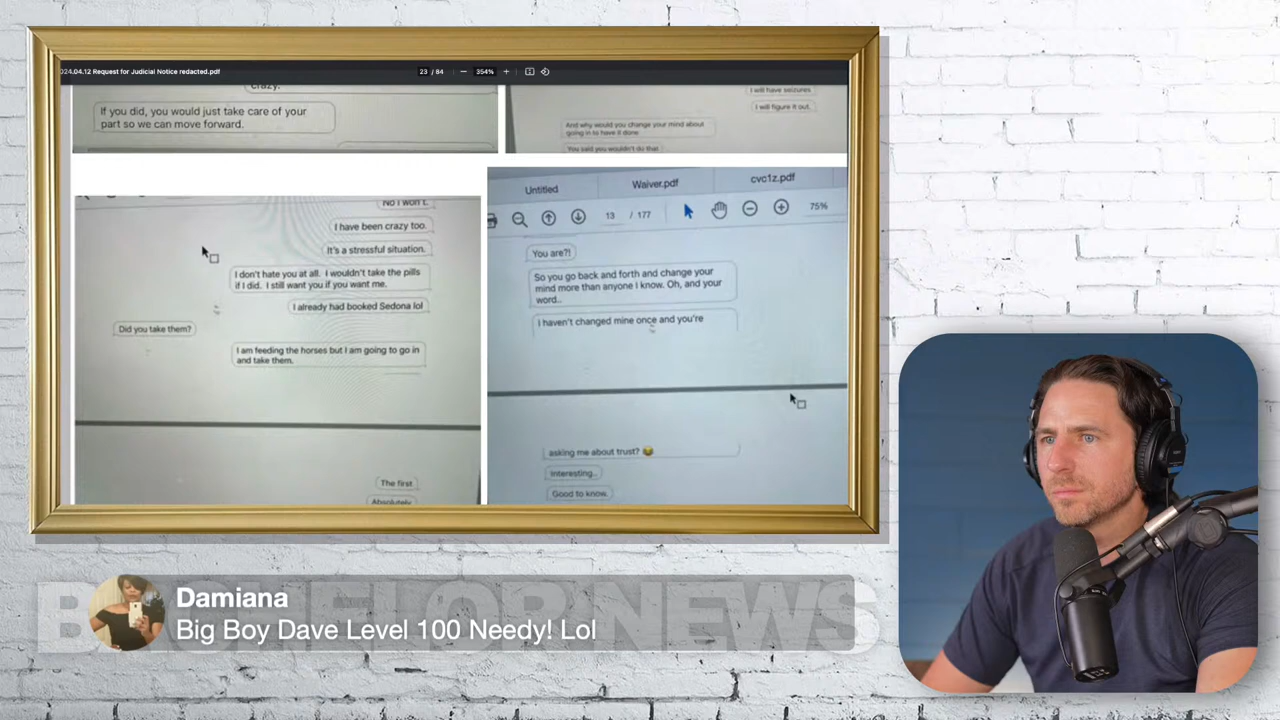 024.04.12 Request for Judicial Notice redacted.pdf
23 / 84
354%
crazy.
If you did, you would just take care of your
part so we can move forward.
I will have seizures
I will figure it out.
And why would you change your mind about
going in to have it done
You said you wouldn't do that
No I won't.
I have been crazy too.
It's a stressful situation.
I don't hate you at all. I wouldn't take the pills
if I did. I still want you if you want me.
I already had booked Sedona lol
Did you take them?
I am feeding the horses but I am going to go in
and take them.
The first
Absolutely
Untitled
Waiver.pdf
cvc1z.pdf
13 / 177
75%
You are?!
So you go back and forth and change your
mind more than anyone I know. Oh, and your
word..
I haven't changed mine once and you're
asking me about trust? 😂
Interesting..
Good to know.
BACHELOR NEWS
Damiana
Big Boy Dave Level 100 Needy! Lol